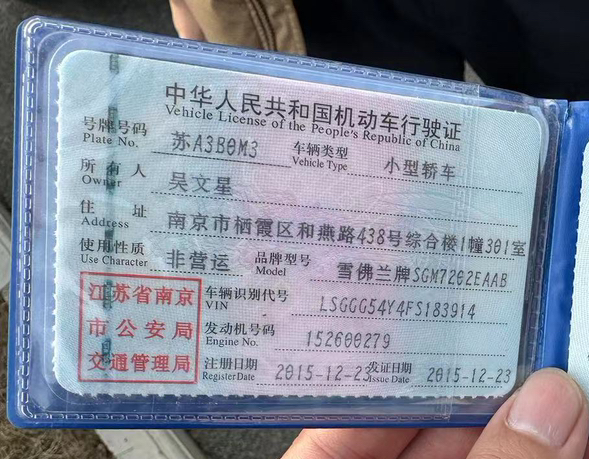 中华人民共和国机动车行驶证
Vehicle License of the People's Republic of China
号牌号码 苏A3B0M3 车辆类型 小型轿车
Plate No. Vehicle Type
所有人 吴文星
Owner
住址 南京市栖霞区和燕路438号综合楼1幢301室
Address
使用性质 非营运 品牌型号 雪佛兰牌SGM7202EAAB
Use Character Model
江苏省南京 车辆识别代号 LSGGG54Y4FS183914
VIN
市公安局 发动机号码 152600279
Engine No.
交通管理局 注册日期 2015-12-23 发证日期 2015-12-23
Register Date Issue Date